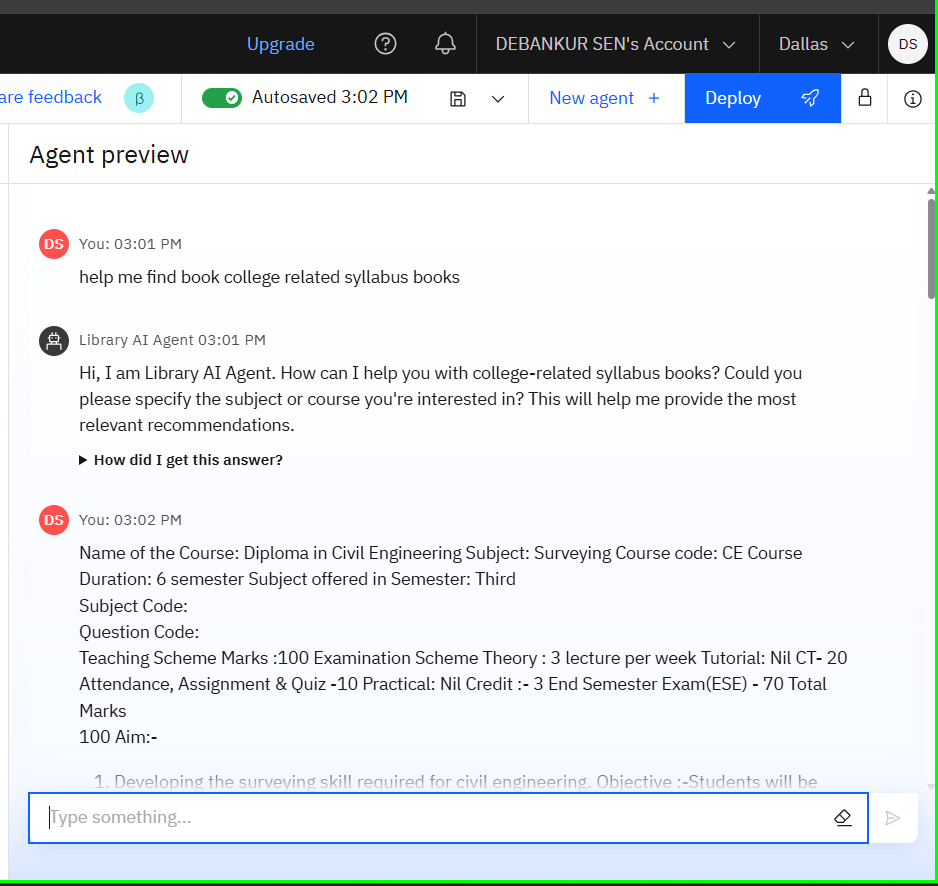 Upgrade
DEBANKUR SEN's Account
Dallas
DS
are feedback
β
Autosaved 3:02 PM
New agent +
Deploy
Agent preview
DS
You: 03:01 PM
help me find book college related syllabus books
Library AI Agent 03:01 PM
Hi, I am Library AI Agent. How can I help you with college-related syllabus books? Could you
please specify the subject or course you're interested in? This will help me provide the most
relevant recommendations.
How did I get this answer?
DS
You: 03:02 PM
Name of the Course: Diploma in Civil Engineering Subject: Surveying Course code: CE Course
Duration: 6 semester Subject offered in Semester: Third
Subject Code:
Question Code:
Teaching Scheme Marks :100 Examination Scheme Theory : 3 lecture per week Tutorial: Nil CT- 20
Attendance, Assignment & Quiz -10 Practical: Nil Credit :- 3 End Semester Exam(ESE) - 70 Total
Marks
100 Aim:-
1. Developing the surveying skill required for civil engineering. Objective :-Students will be
Type something...